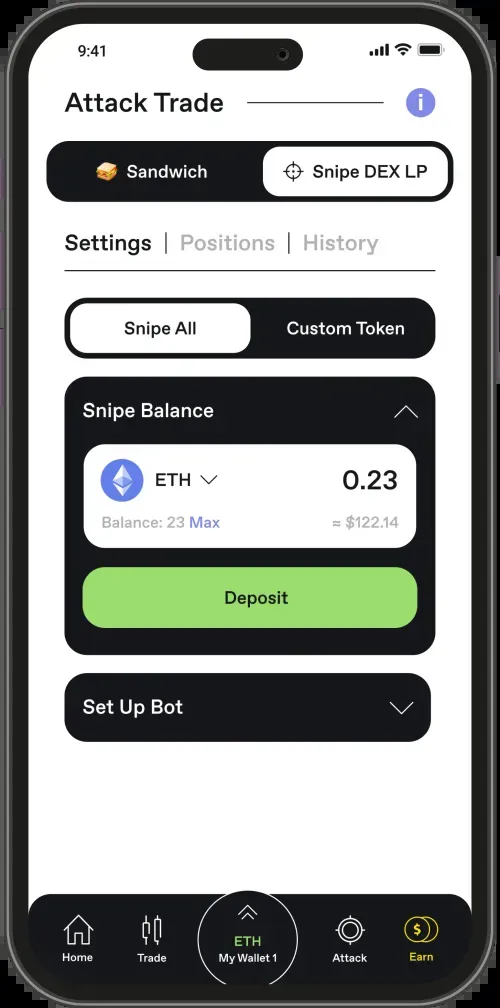 9:41
Attack Trade
i
Sandwich
Snipe DEX LP
Settings | Positions | History
Snipe All
Custom Token
Snipe Balance
ETH
0.23
Balance: 23 Max
≈ $122.14
Deposit
Set Up Bot
Home
Trade
ETH
My Wallet 1
Attack
$
Earn